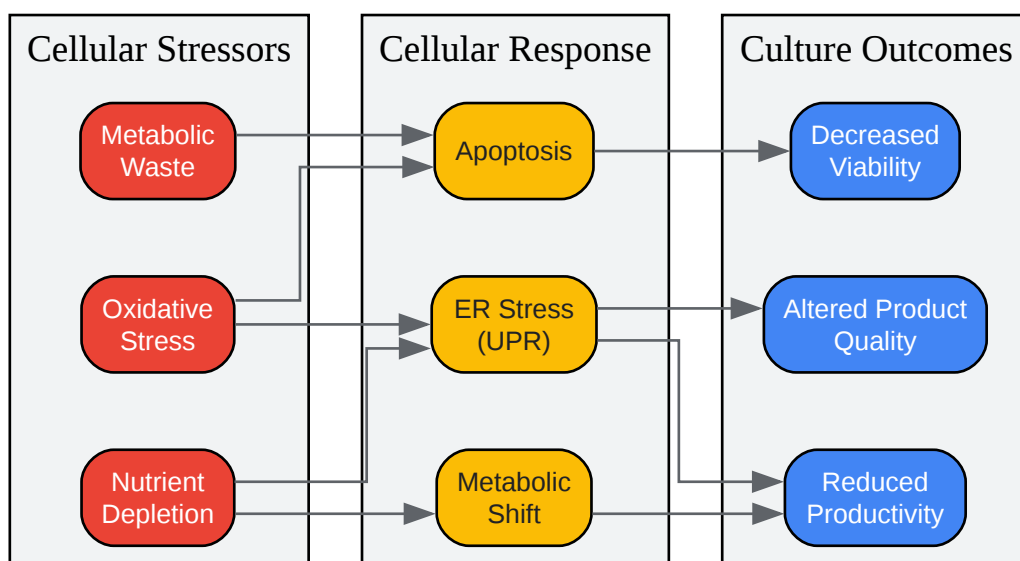 Cellular Stressors
Metabolic
Waste
Oxidative
Stress
Nutrient
Depletion
Cellular Response
Apoptosis
ER Stress
(UPR)
Metabolic
Shift
Culture Outcomes
Decreased
Viability
Altered Product
Quality
Reduced
Productivity